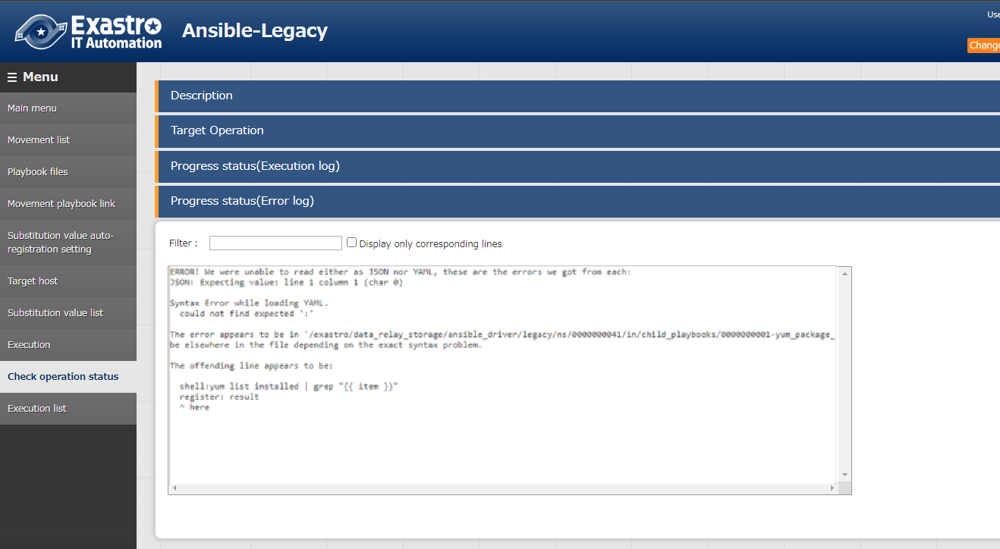 Exastro
IT Automation
Ansible-Legacy
Use
Change
Menu
Main menu
Movement list
Playbook files
Movement playbook link
Substitution value auto-
registration setting
Target host
Substitution value list
Execution
Check operation status
Execution list
Description
Target Operation
Progress status(Execution log)
Progress status(Error log)
Filter :
Display only corresponding lines
ERROR! We were unable to read either as JSON nor YAML, these are the errors we got from each:
JSON: Expecting value: line 1 column 1 (char 0)
Syntax Error while loading YAML.
could not find expected ':'
The error appears to be in '/exastro/data_relay_storage/ansible_driver/legacy/ns/0000000041/in/child_playbooks/0000000001-yum_package_
be elsewhere in the file depending on the exact syntax problem.
The offending line appears to be:
shell:yum list installed | grep "{{ item }}"
register: result
^ here